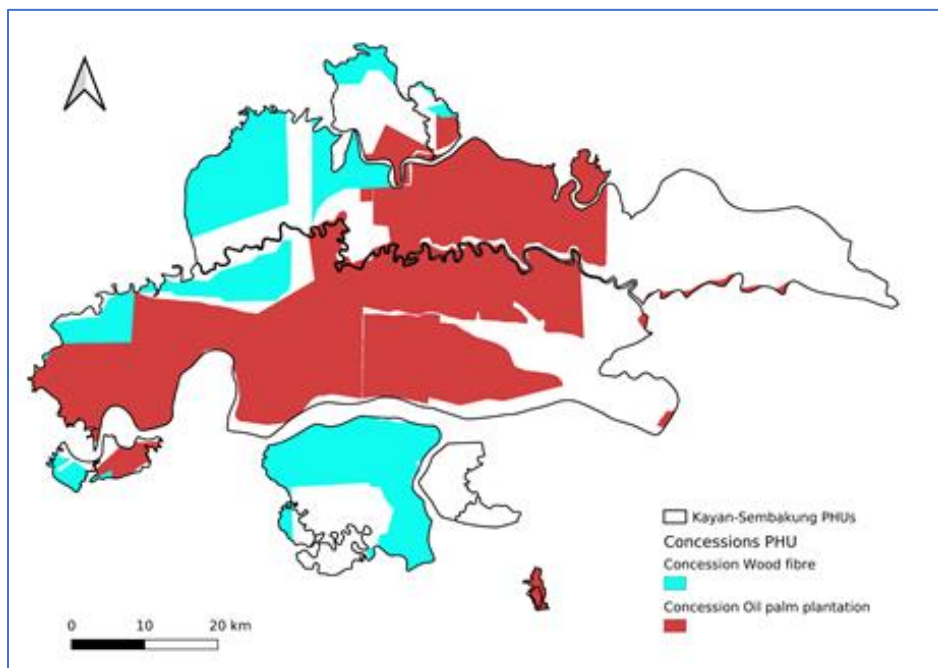 Kayan-Sembakung PHUs
Concessions PHU
Concession Wood fibre
Concession Oil palm plantation
0 10 20 km